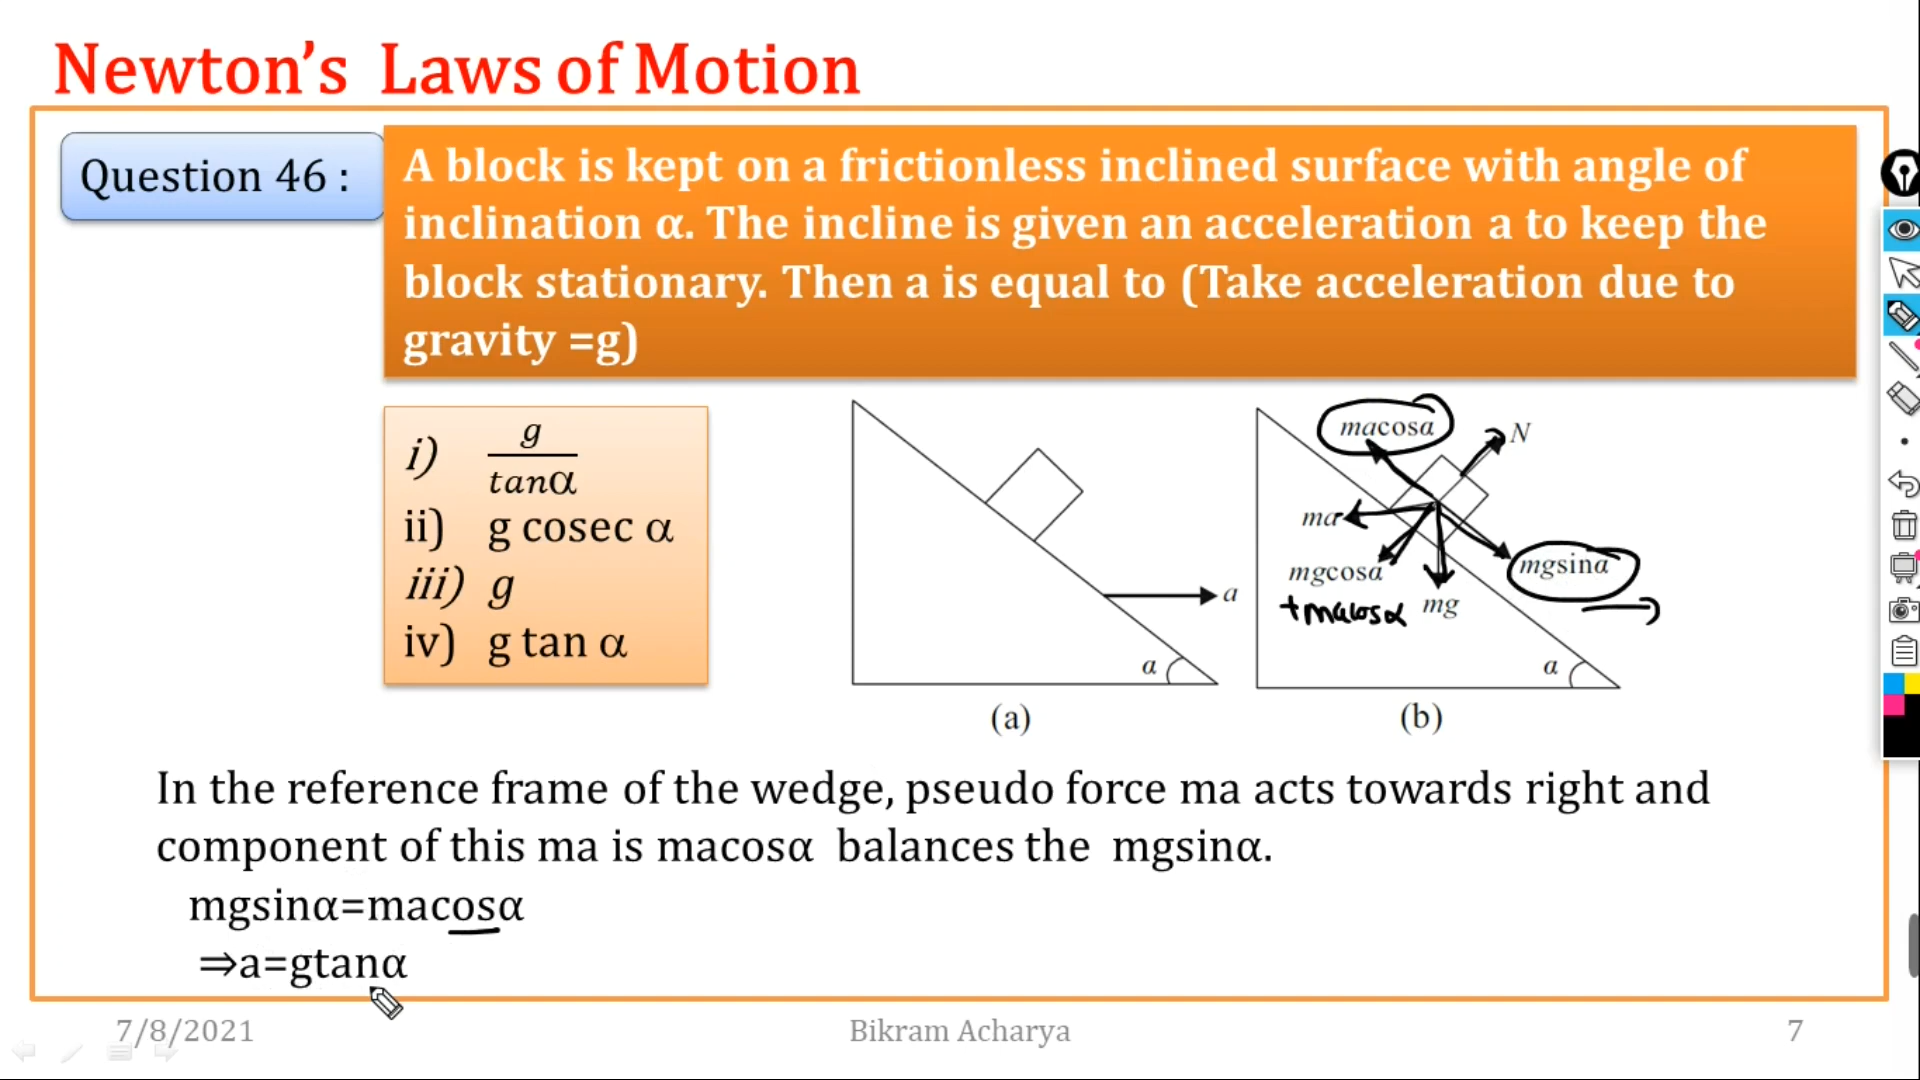 Newton’s Laws of Motion
Question 46 :
A block is kept on a frictionless inclined surface with angle of
inclination α. The incline is given an acceleration a to keep the
block stationary. Then a is equal to (Take acceleration due to
gravity =g)
i) g
tanα
ii) g cosec α
iii) g
iv) g tan α
a
α
(a)
macosα
N
ma
mgcosα
+macosα
mg
mgsinα
α
(b)
In the reference frame of the wedge, pseudo force ma acts towards right and
component of this ma is macosα balances the mgsinα.
mgsinα=macosα
⇒a=gtanα
7/8/2021
Bikram Acharya
7